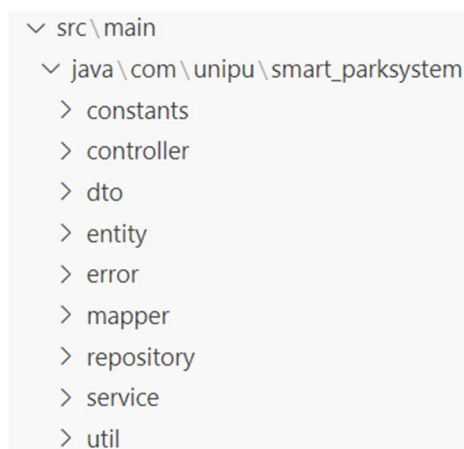 src\main
java\com\unipu\smart_parksystem
constants
controller
dto
entity
error
mapper
repository
service
util